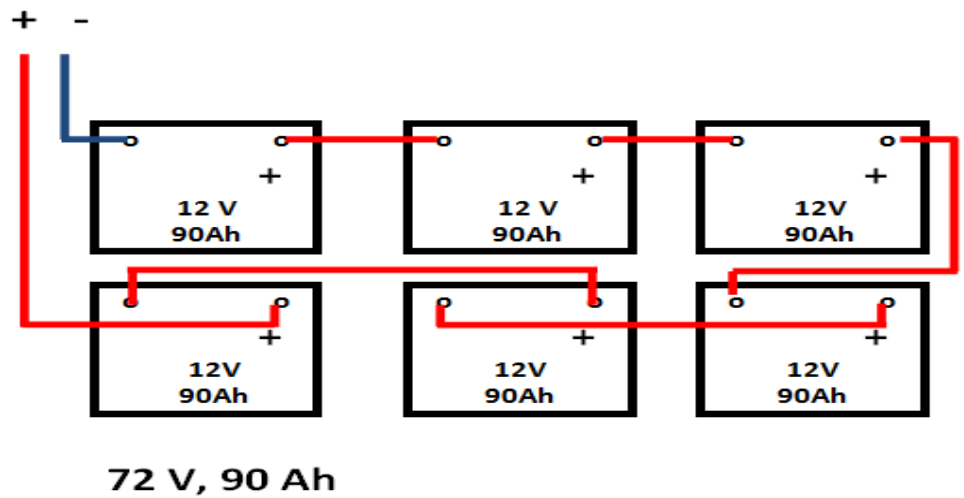 + -
+ + +
12 V 12 V 12V
90Ah 90Ah 90Ah
+ + +
12V 12V 12V
90Ah 90Ah 90Ah
72 V, 90 Ah